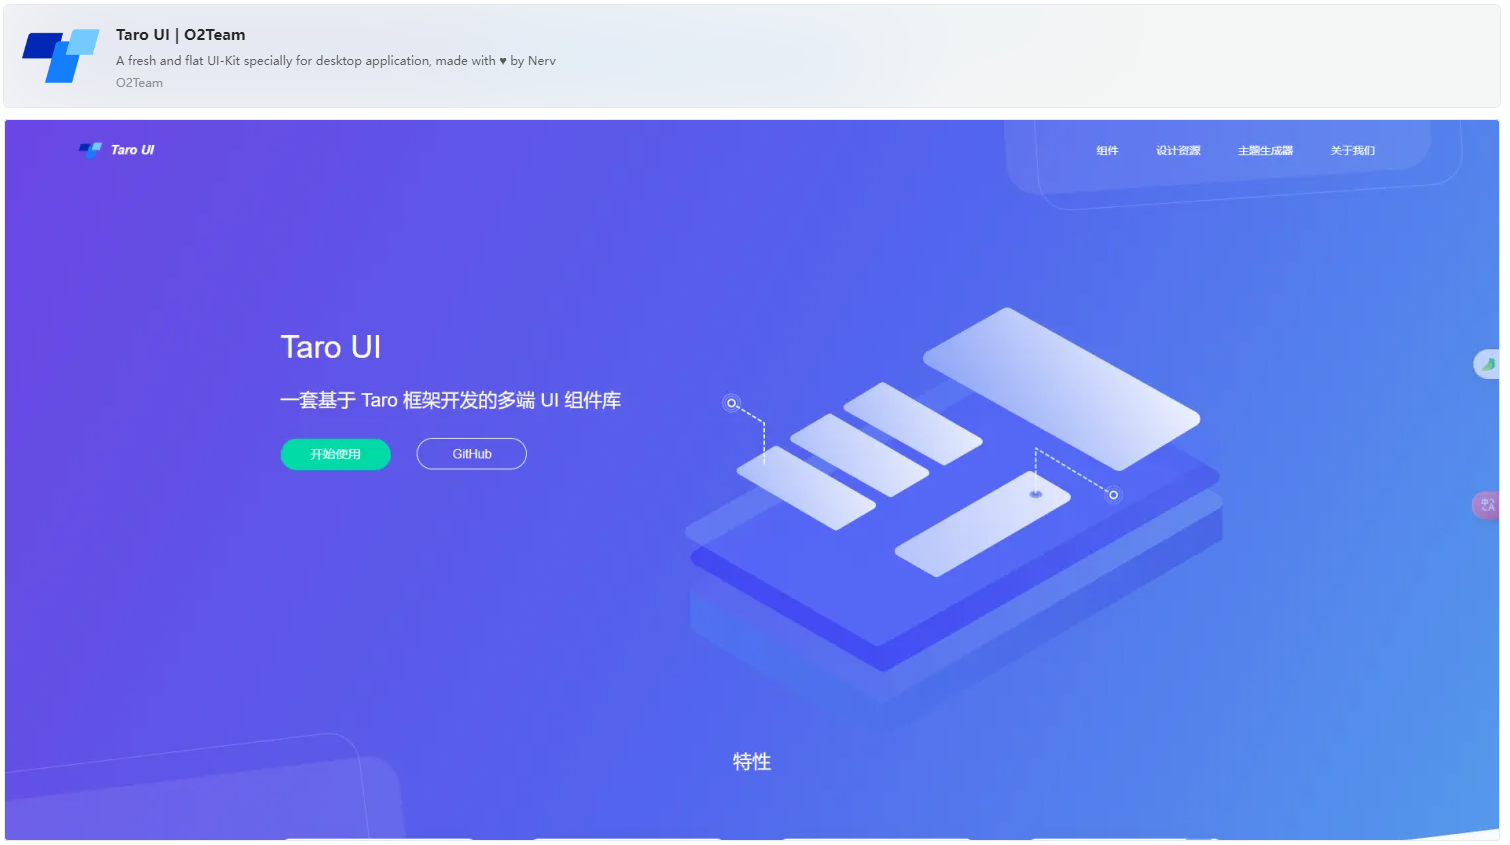 Taro UI | O2Team
A fresh and flat UI-Kit specially for desktop application, made with ♥ by Nerv
O2Team
Taro UI
组件
设计资源
主题生成器
关于我们
Taro UI
一套基于 Taro 框架开发的多端 UI 组件库
开始使用
GitHub
特性